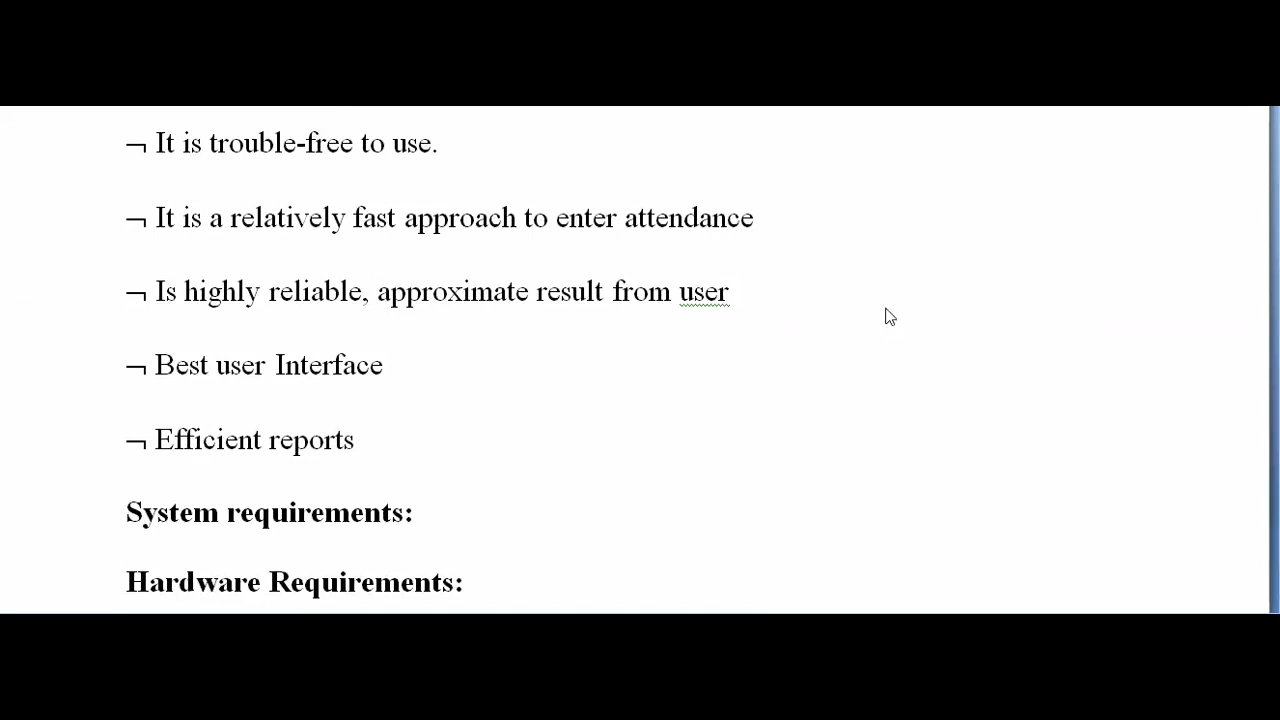 ¬ It is trouble-free to use.
¬ It is a relatively fast approach to enter attendance
¬ Is highly reliable, approximate result from user
¬ Best user Interface
¬ Efficient reports
System requirements:
Hardware Requirements: